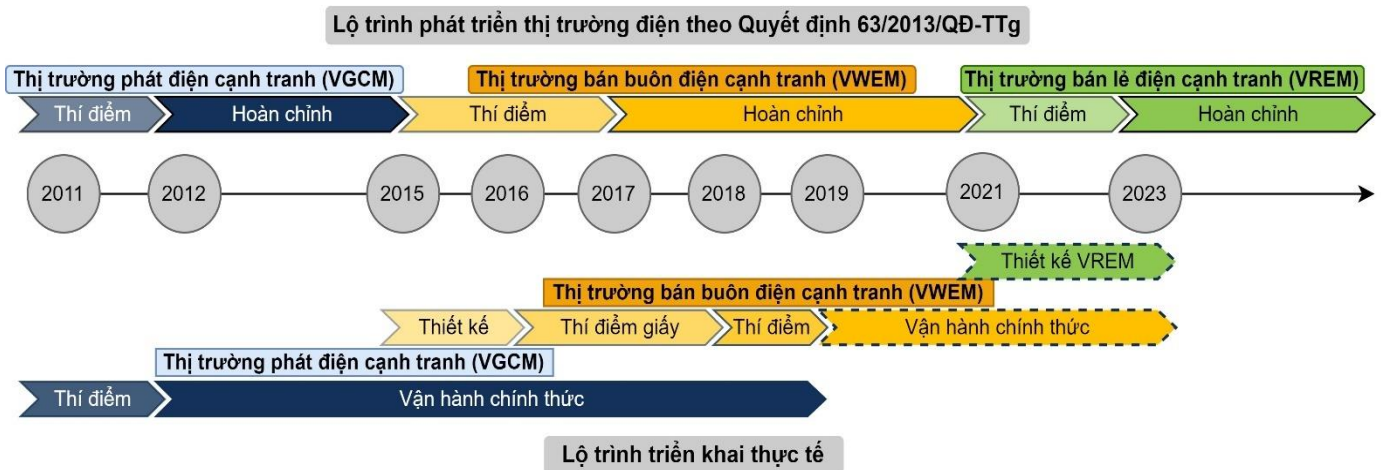 Lộ trình phát triển thị trường điện theo Quyết định 63/2013/QĐ-TTg
Thị trường phát điện cạnh tranh (VGCM)
Thị trường bán buôn điện cạnh tranh (VWEM)
Thị trường bán lẻ điện cạnh tranh (VREM)
Thí điểm
Hoàn chỉnh
Thí điểm
Hoàn chỉnh
Thí điểm
Hoàn chỉnh
2011
2012
2015
2016
2017
2018
2019
2021
2023
Thiết kế VREM
Thị trường bán buôn điện cạnh tranh (VWEM)
Thiết kế
Thí điểm giấy
Thí điểm
Vận hành chính thức
Thị trường phát điện cạnh tranh (VGCM)
Thí điểm
Vận hành chính thức
Lộ trình triển khai thực tế